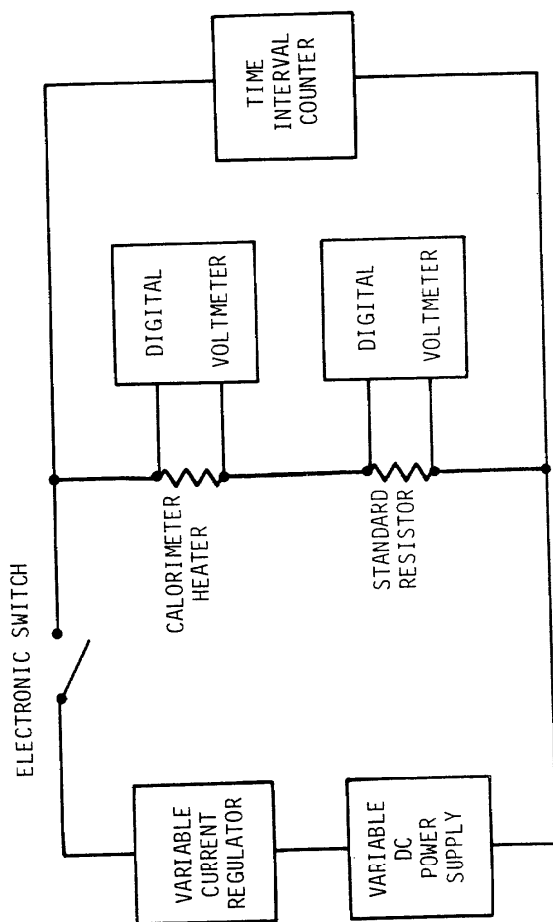 ELECTRONIC SWITCH
VARIABLE
CURRENT
REGULATOR
VARIABLE
DC
POWER
SUPPLY
CALORIMETER
HEATER
STANDARD
RESISTOR
DIGITAL
VOLTMETER
DIGITAL
VOLTMETER
TIME
INTERVAL
COUNTER